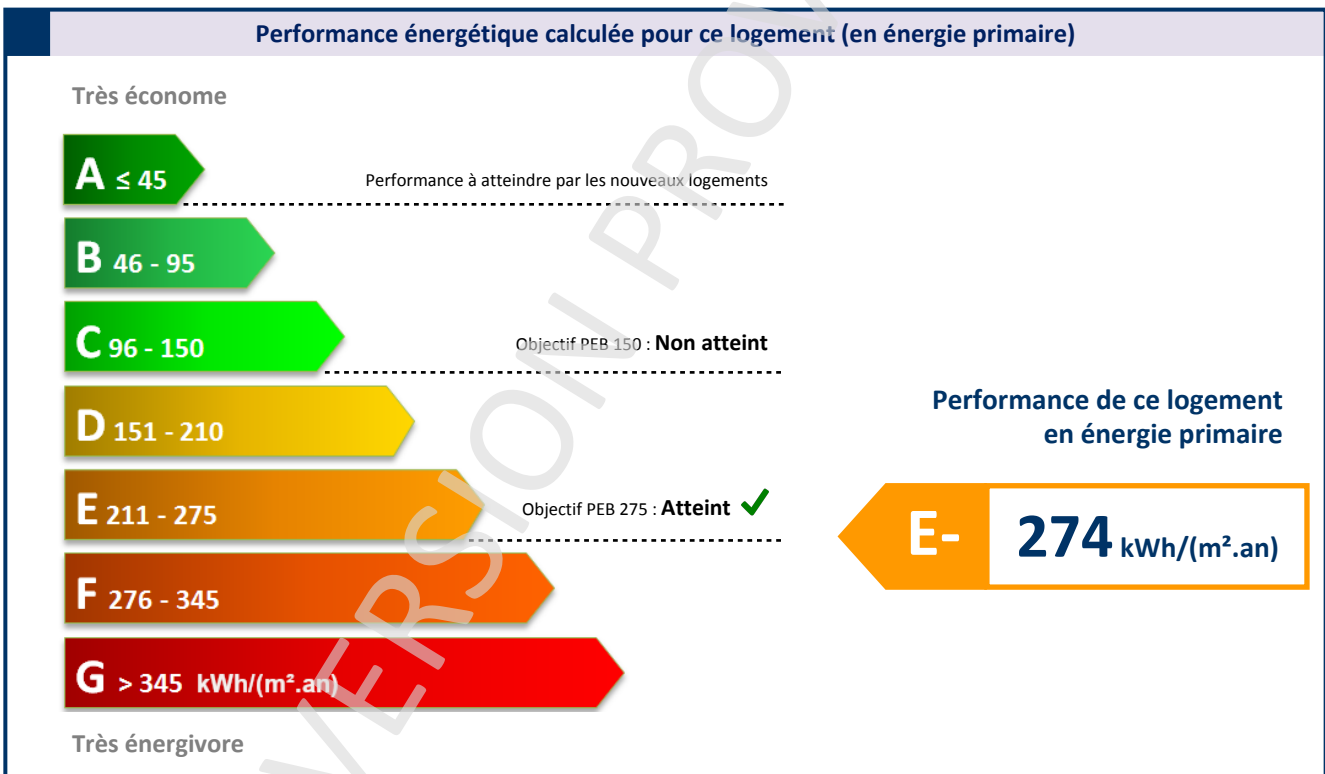 Performance énergétique calculée pour ce logement (en énergie primaire)
Très économe
A ≤ 45
Performance à atteindre par les nouveaux logements
B 46 - 95
C 96 - 150
Objectif PEB 150 : Non atteint
D 151 - 210
Performance de ce logement
en énergie primaire
E 211 - 275
Objectif PEB 275 : Atteint ✓
E- 274 kWh/(m².an)
F 276 - 345
G > 345 kWh/(m².an)
Très énergivore
VERSION PROV